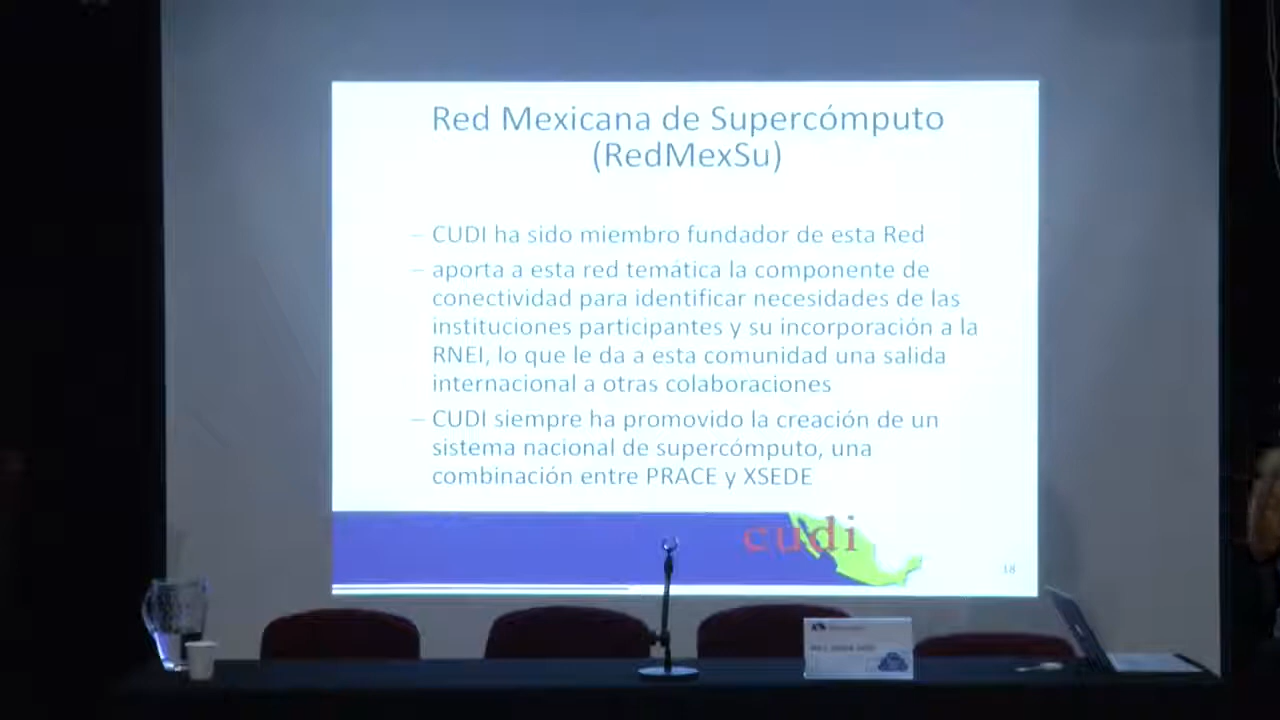 Red Mexicana de Supercómputo
(RedMexSu)
– CUDI ha sido miembro fundador de esta Red
– aporta a esta red temática la componente de
conectividad para identificar necesidades de las
instituciones participantes y su incorporación a la
RNEI, lo que le da a esta comunidad una salida
internacional a otras colaboraciones
– CUDI siempre ha promovido la creación de un
sistema nacional de supercómputo, una
combinación entre PRACE y XSEDE
cudi
18